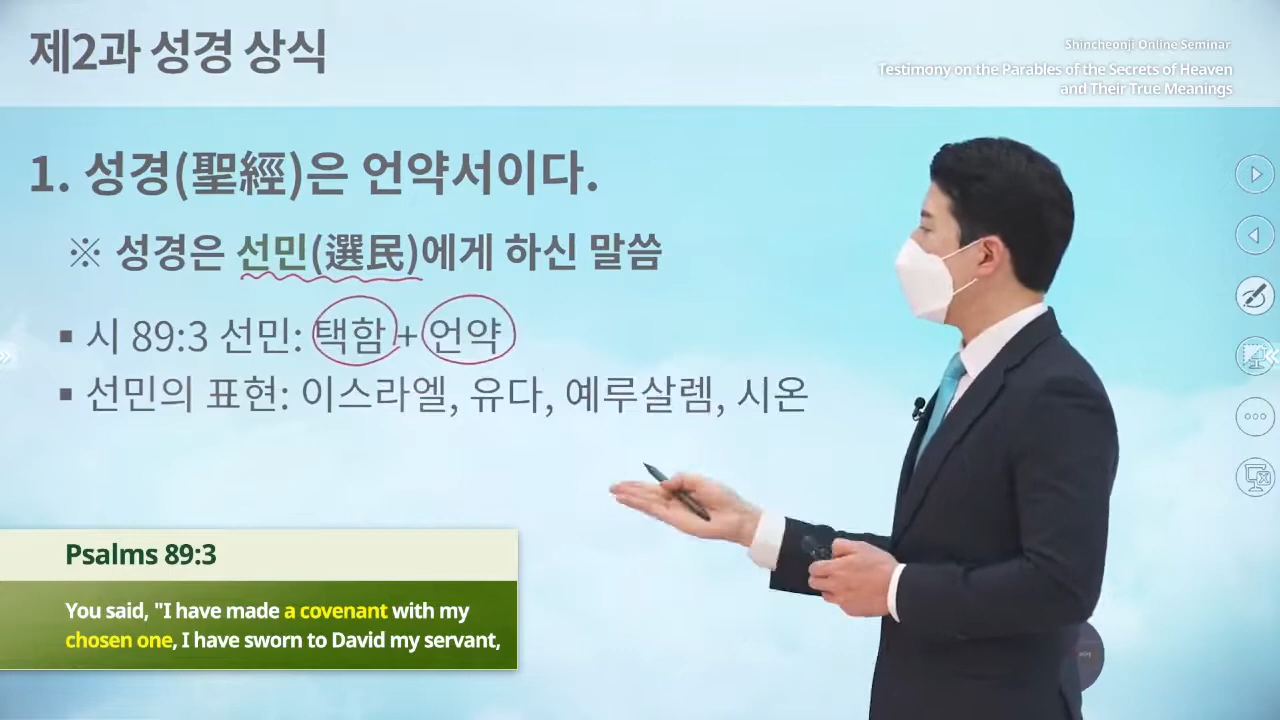 제2과 성경 상식
Shincheonji Online Seminar
Testimony on the Parables of the Secrets of Heaven
and Their True Meanings
1. 성경(聖經)은 언약서이다.
※ 성경은 선민(選民)에게 하신 말씀
▪ 시 89:3 선민: 택함 + 언약
▪ 선민의 표현: 이스라엘, 유다, 예루살렘, 시온
Psalms 89:3
You said, "I have made a covenant with my
chosen one, I have sworn to David my servant,